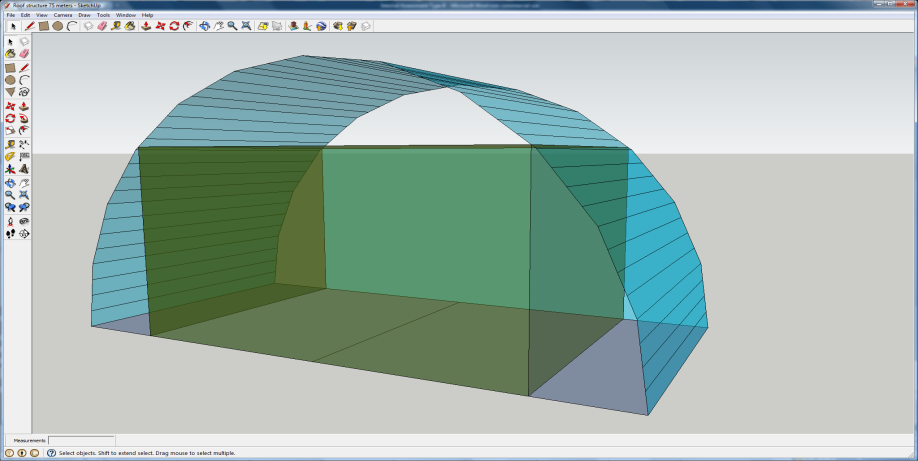 Roof structure 75 meters - SketchUp
File Edit View Camera Draw Tools Window Help
Measurements
Select objects. Shift to extend select. Drag mouse to select multiple.